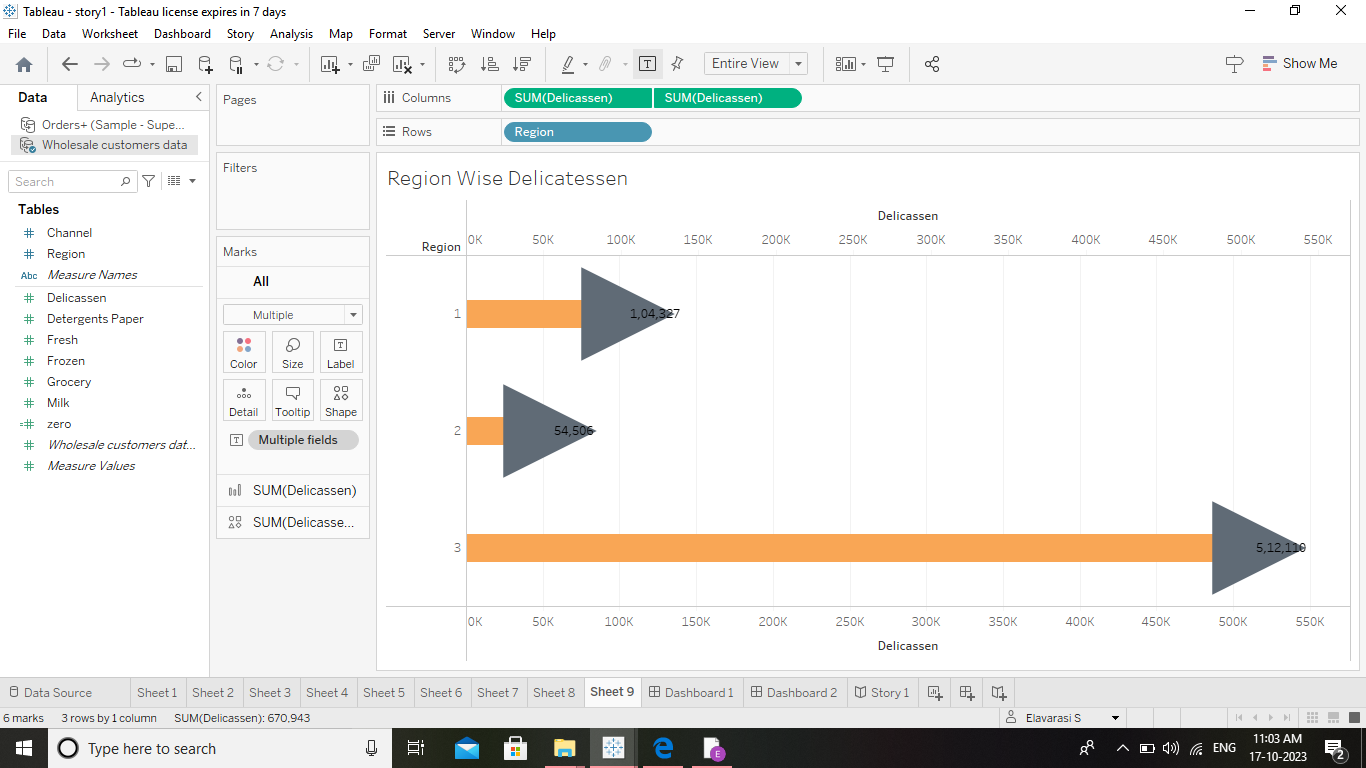 Tableau - story1 - Tableau license expires in 7 days
File Data Worksheet Dashboard Story Analysis Map Format Server Window Help
Entire View
Show Me
Data Analytics
Orders+ (Sample - Supe...
Wholesale customers data
Search
Tables
Channel
Region
Abc Measure Names
Delicassen
Detergents Paper
Fresh
Frozen
Grocery
Milk
zero
Wholesale customers dat...
Measure Values
Pages
Filters
Marks
All
Multiple
Color Size Label
Detail Tooltip Shape
Multiple fields
SUM(Delicassen)
SUM(Delicasse...
Columns SUM(Delicassen) SUM(Delicassen)
Rows Region
Region Wise Delicatessen
Delicassen
Region 0K 50K 100K 150K 200K 250K 300K 350K 400K 450K 500K 550K
1 1,04,327
2 54,506
3 5,12,110
0K 50K 100K 150K 200K 250K 300K 350K 400K 450K 500K 550K
Delicassen
Data Source Sheet 1 Sheet 2 Sheet 3 Sheet 4 Sheet 5 Sheet 6 Sheet 7 Sheet 8 Sheet 9 Dashboard 1 Dashboard 2 Story 1
6 marks 3 rows by 1 column SUM(Delicassen): 670,943 Elavarasi S
Type here to search
E
ENG
11:03 AM
17-10-2023
2